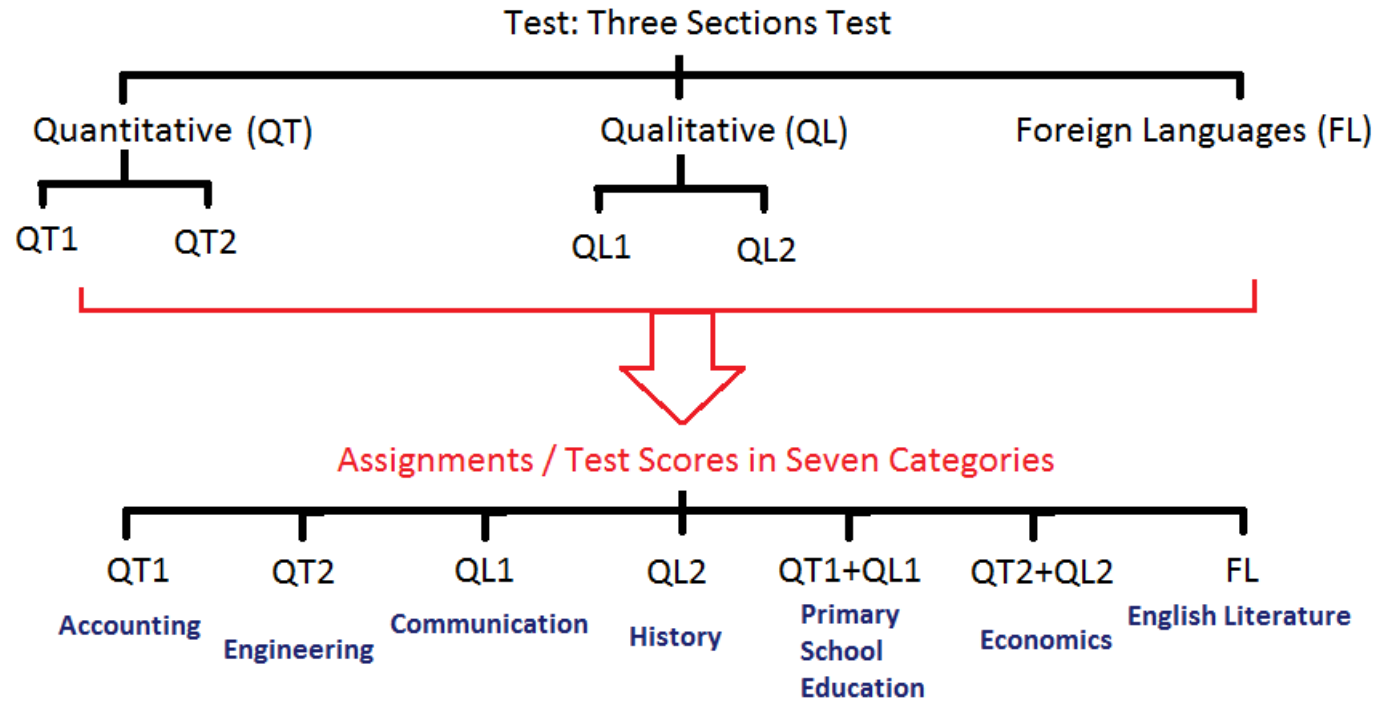 Test: Three Sections Test
Quantitative (QT)
Qualitative (QL)
Foreign Languages (FL)
QT1
QT2
QL1
QL2
Assignments / Test Scores in Seven Categories
QT1
QT2
QL1
QL2
QT1+QL1
QT2+QL2
FL
Accounting
Engineering
Communication
History
Primary
School
Education
Economics
English Literature